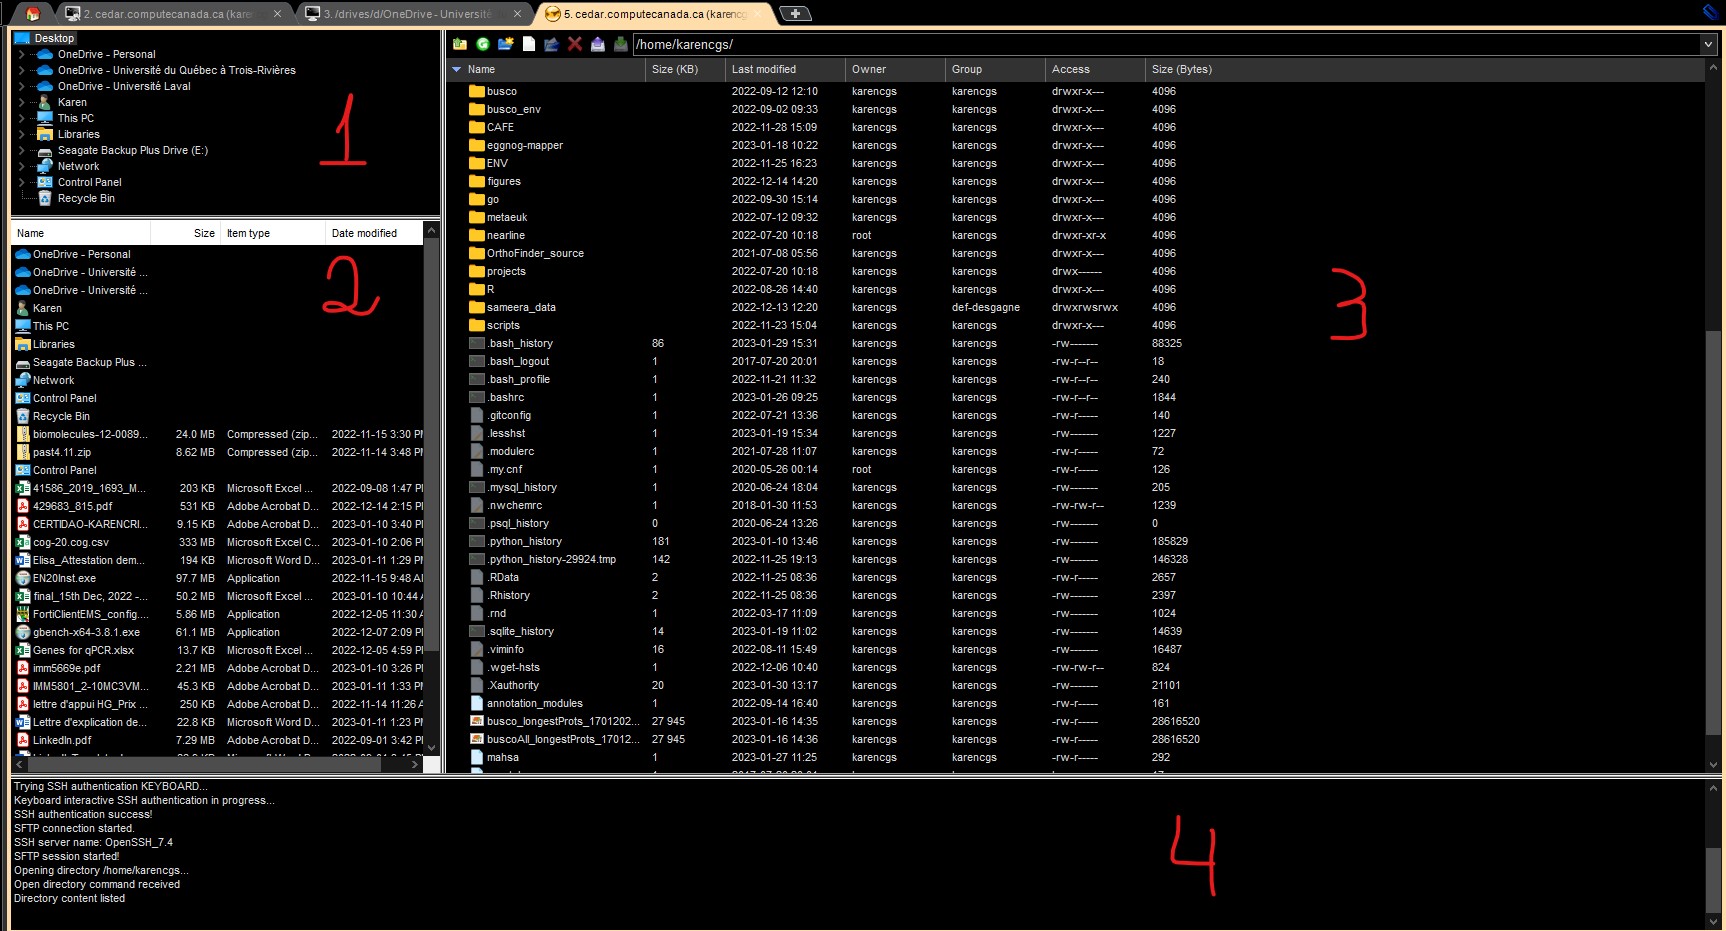 2. cedar.computecanada.ca (kare
3. /drives/d/OneDrive - Université
5. cedar.computecanada.ca (karencg
Desktop
OneDrive - Personal
OneDrive - Université du Québec à Trois-Rivières
OneDrive - Université Laval
Karen
This PC
Libraries
Seagate Backup Plus Drive (E:)
Network
Control Panel
Recycle Bin
1
Name Size Item type Date modified
OneDrive - Personal
OneDrive - Université ...
OneDrive - Université ...
Karen
This PC
Libraries
Seagate Backup Plus ...
Network
Control Panel
Recycle Bin
biomolecules-12-0089... 24.0 MB Compressed (zip... 2022-11-15 3:30 P
past4.11.zip 8.62 MB Compressed (zip... 2022-11-14 3:48 P
Control Panel
41586_2019_1693_M... 203 KB Microsoft Excel ... 2022-09-08 1:47 P
429683_815.pdf 531 KB Adobe Acrobat D... 2022-12-14 2:15 P
CERTIDAO-KARENCRI... 9.15 KB Adobe Acrobat D... 2023-01-10 3:40 P
cog-20.cog.csv 333 MB Microsoft Excel C... 2023-01-10 2:06 P
Elisa_Attestation dem... 194 KB Microsoft Word D... 2023-01-11 1:29 P
EN20Inst.exe 97.7 MB Application 2022-11-15 9:48 A
final_15th Dec, 2022 -... 50.2 MB Microsoft Excel ... 2023-01-10 10:44
FortiClientEMS_config.... 5.86 MB Application 2022-12-05 11:30
gbench-x64-3.8.1.exe 61.1 MB Application 2022-12-07 2:09 P
Genes for qPCR.xlsx 13.7 KB Microsoft Excel ... 2022-12-05 4:59 P
imm5669e.pdf 2.21 MB Adobe Acrobat D... 2023-01-10 3:26 P
IMM5801_2-10MC3VM... 45.3 KB Adobe Acrobat D... 2023-01-11 1:33 P
lettre d'appui HG_Prix ... 250 KB Adobe Acrobat D... 2022-11-14 11:26
Lettre d'explication de... 22.8 KB Microsoft Word D... 2023-01-11 1:23 P
LinkedIn.pdf 7.29 MB Adobe Acrobat D... 2022-09-01 3:42 P
2
/home/karencgs/
Name Size (KB) Last modified Owner Group Access Size (Bytes)
busco 2022-09-12 12:10 karencgs karencgs drwxr-x--- 4096
busco_env 2022-09-02 09:33 karencgs karencgs drwxr-x--- 4096
CAFE 2022-11-28 15:09 karencgs karencgs drwxr-x--- 4096
eggnog-mapper 2023-01-18 10:22 karencgs karencgs drwxr-x--- 4096
ENV 2022-11-25 16:23 karencgs karencgs drwxr-x--- 4096
figures 2022-12-14 14:20 karencgs karencgs drwxr-x--- 4096
go 2022-09-30 15:14 karencgs karencgs drwxr-x--- 4096
metaeuk 2022-07-12 09:32 karencgs karencgs drwxr-x--- 4096
nearline 2022-07-20 10:18 root karencgs drwxr-xr-x 4096
OrthoFinder_source 2021-07-08 05:56 karencgs karencgs drwxr-x--- 4096
projects 2022-07-20 10:18 karencgs karencgs drwx------ 4096
R 2022-08-26 14:40 karencgs karencgs drwxr-x--- 4096
sameera_data 2022-12-13 12:20 karencgs def-desgagne drwxrwsrwx 4096
scripts 2022-11-23 15:04 karencgs karencgs drwxr-x--- 4096
.bash_history 86 2023-01-29 15:31 karencgs karencgs -rw------- 88325
.bash_logout 1 2017-07-20 20:01 karencgs karencgs -rw-r--r-- 18
.bash_profile 1 2022-11-21 11:32 karencgs karencgs -rw-r--r-- 240
.bashrc 1 2023-01-26 09:25 karencgs karencgs -rw-r--r-- 1844
.gitconfig 1 2022-07-21 13:36 karencgs karencgs -rw-r----- 140
.lesshst 1 2023-01-19 15:34 karencgs karencgs -rw------- 1227
.modulerc 1 2021-07-28 11:07 karencgs karencgs -rw-r----- 72
.my.cnf 1 2020-05-26 00:14 root karencgs -rw-r----- 126
.mysql_history 1 2020-06-24 18:04 karencgs karencgs -rw------- 205
.nwchemrc 1 2018-01-30 11:53 karencgs karencgs -rw-rw-r-- 1239
.psql_history 0 2020-06-24 13:26 karencgs karencgs -rw------- 0
.python_history 181 2023-01-10 13:46 karencgs karencgs -rw------- 185829
.python_history-29924.tmp 142 2022-11-25 19:13 karencgs karencgs -rw------- 146328
.RData 2 2022-11-25 08:36 karencgs karencgs -rw-r----- 2657
.Rhistory 2 2022-11-25 08:36 karencgs karencgs -rw-r----- 2397
.rnd 1 2022-03-17 11:09 karencgs karencgs -rw------- 1024
.sqlite_history 14 2023-01-19 11:02 karencgs karencgs -rw------- 14639
.viminfo 16 2022-08-11 15:49 karencgs karencgs -rw------- 16487
.wget-hsts 1 2022-12-06 10:40 karencgs karencgs -rw-rw-r-- 824
.Xauthority 20 2023-01-30 13:17 karencgs karencgs -rw------- 21101
annotation_modules 1 2022-09-14 16:40 karencgs karencgs -rw-r----- 161
busco_longestProts_1701202... 27 945 2023-01-16 14:35 karencgs karencgs -rw-r----- 28616520
buscoAll_longestProts_17012... 27 945 2023-01-16 14:36 karencgs karencgs -rw-r----- 28616520
mahsa 1 2023-01-27 11:25 karencgs karencgs -rw-r----- 292
3
Trying SSH authentication KEYBOARD...
Keyboard interactive SSH authentication in progress...
SSH authentication success!
SFTP connection started.
SSH server name: OpenSSH_7.4
SFTP session started!
Opening directory /home/karencgs...
Open directory command received
Directory content listed
4